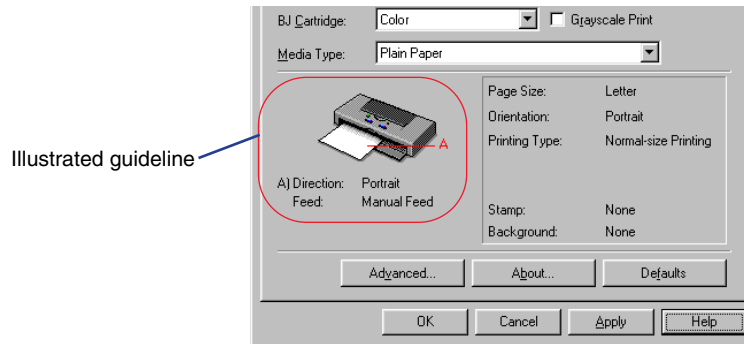 BJ Cartridge: Color Grayscale Print
Media Type: Plain Paper
Illustrated guideline
A
A) Direction: Portrait
Feed: Manual Feed
Page Size: Letter
Orientation: Portrait
Printing Type: Normal-size Printing
Stamp: None
Background: None
Advanced... About... Defaults
OK Cancel Apply Help